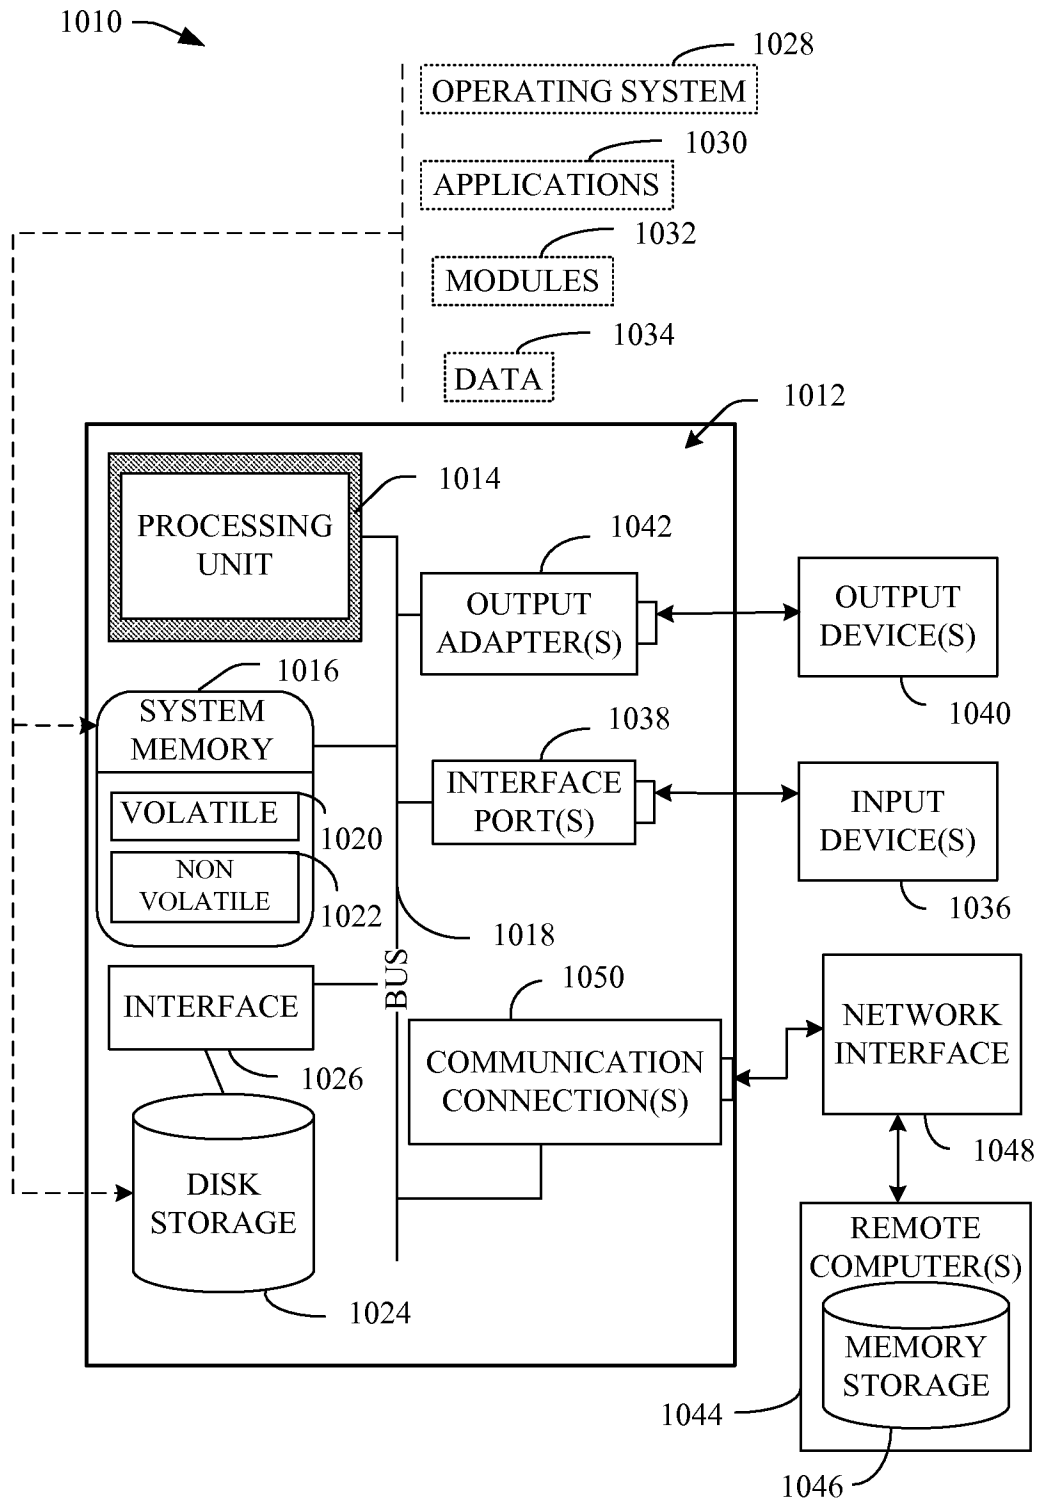 1010
1028
OPERATING SYSTEM
1030
APPLICATIONS
1032
MODULES
1034
DATA
1012
1014
PROCESSING
UNIT
1042
OUTPUT
ADAPTER(S)
OUTPUT
DEVICE(S)
1040
1016
SYSTEM
MEMORY
1038
INTERFACE
PORT(S)
INPUT
DEVICE(S)
1036
VOLATILE
1020
NON
VOLATILE
1022
1018
BUS
INTERFACE
1026
1050
COMMUNICATION
CONNECTION(S)
NETWORK
INTERFACE
1048
DISK
STORAGE
1024
REMOTE
COMPUTER(S)
MEMORY
STORAGE
1044
1046